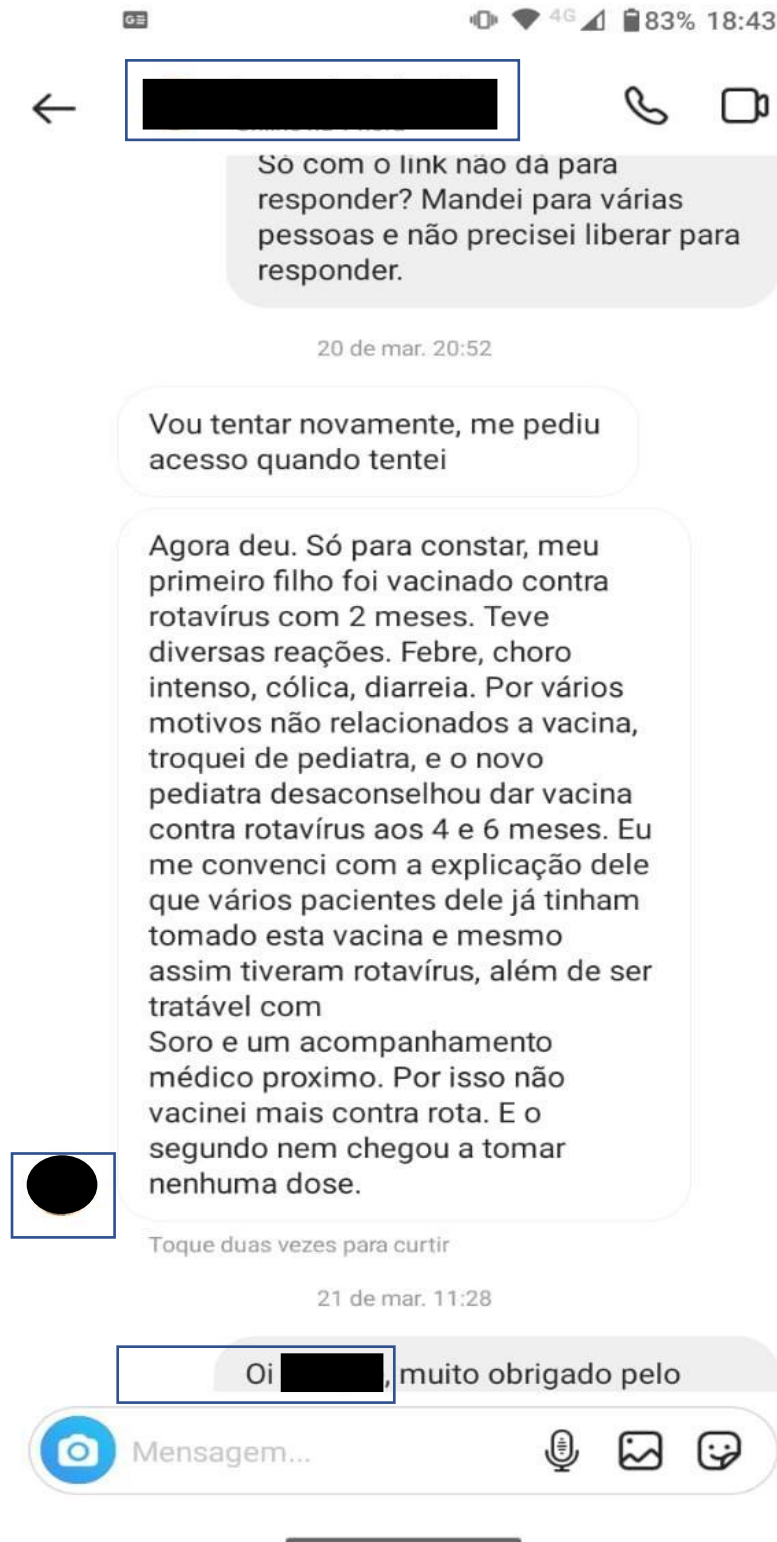 GE 4G 83% 18:43
Só com o link não dá para
responder? Mandei para várias
pessoas e não precisei liberar para
responder.
20 de mar. 20:52
Vou tentar novamente, me pediu
acesso quando tentei
Agora deu. Só para constar, meu
primeiro filho foi vacinado contra
rotavírus com 2 meses. Teve
diversas reações. Febre, choro
intenso, cólica, diarreia. Por vários
motivos não relacionados a vacina,
troquei de pediatra, e o novo
pediatra desaconselhou dar vacina
contra rotavírus aos 4 e 6 meses. Eu
me convenci com a explicação dele
que vários pacientes dele já tinham
tomado esta vacina e mesmo
assim tiveram rotavírus, além de ser
tratável com
Soro e um acompanhamento
médico proximo. Por isso não
vacinei mais contra rota. E o
segundo nem chegou a tomar
nenhuma dose.
Toque duas vezes para curtir
21 de mar. 11:28
Oi , muito obrigado pelo
Mensagem...